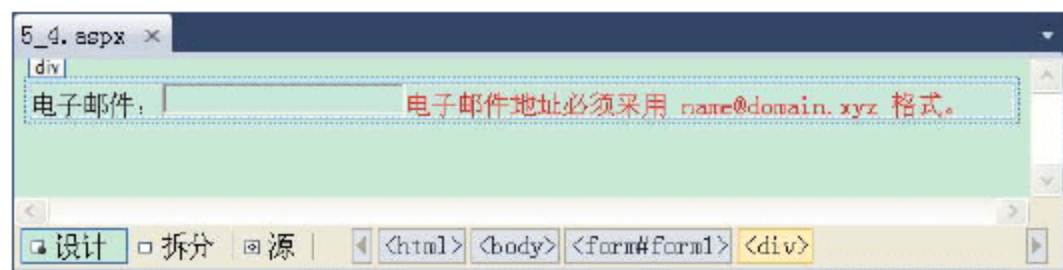 5_4.aspx ×
div
电子邮件: 电子邮件地址必须采用 name@domain.xyz 格式。
设计 拆分 源 <html> <body> <form#form1> <div>